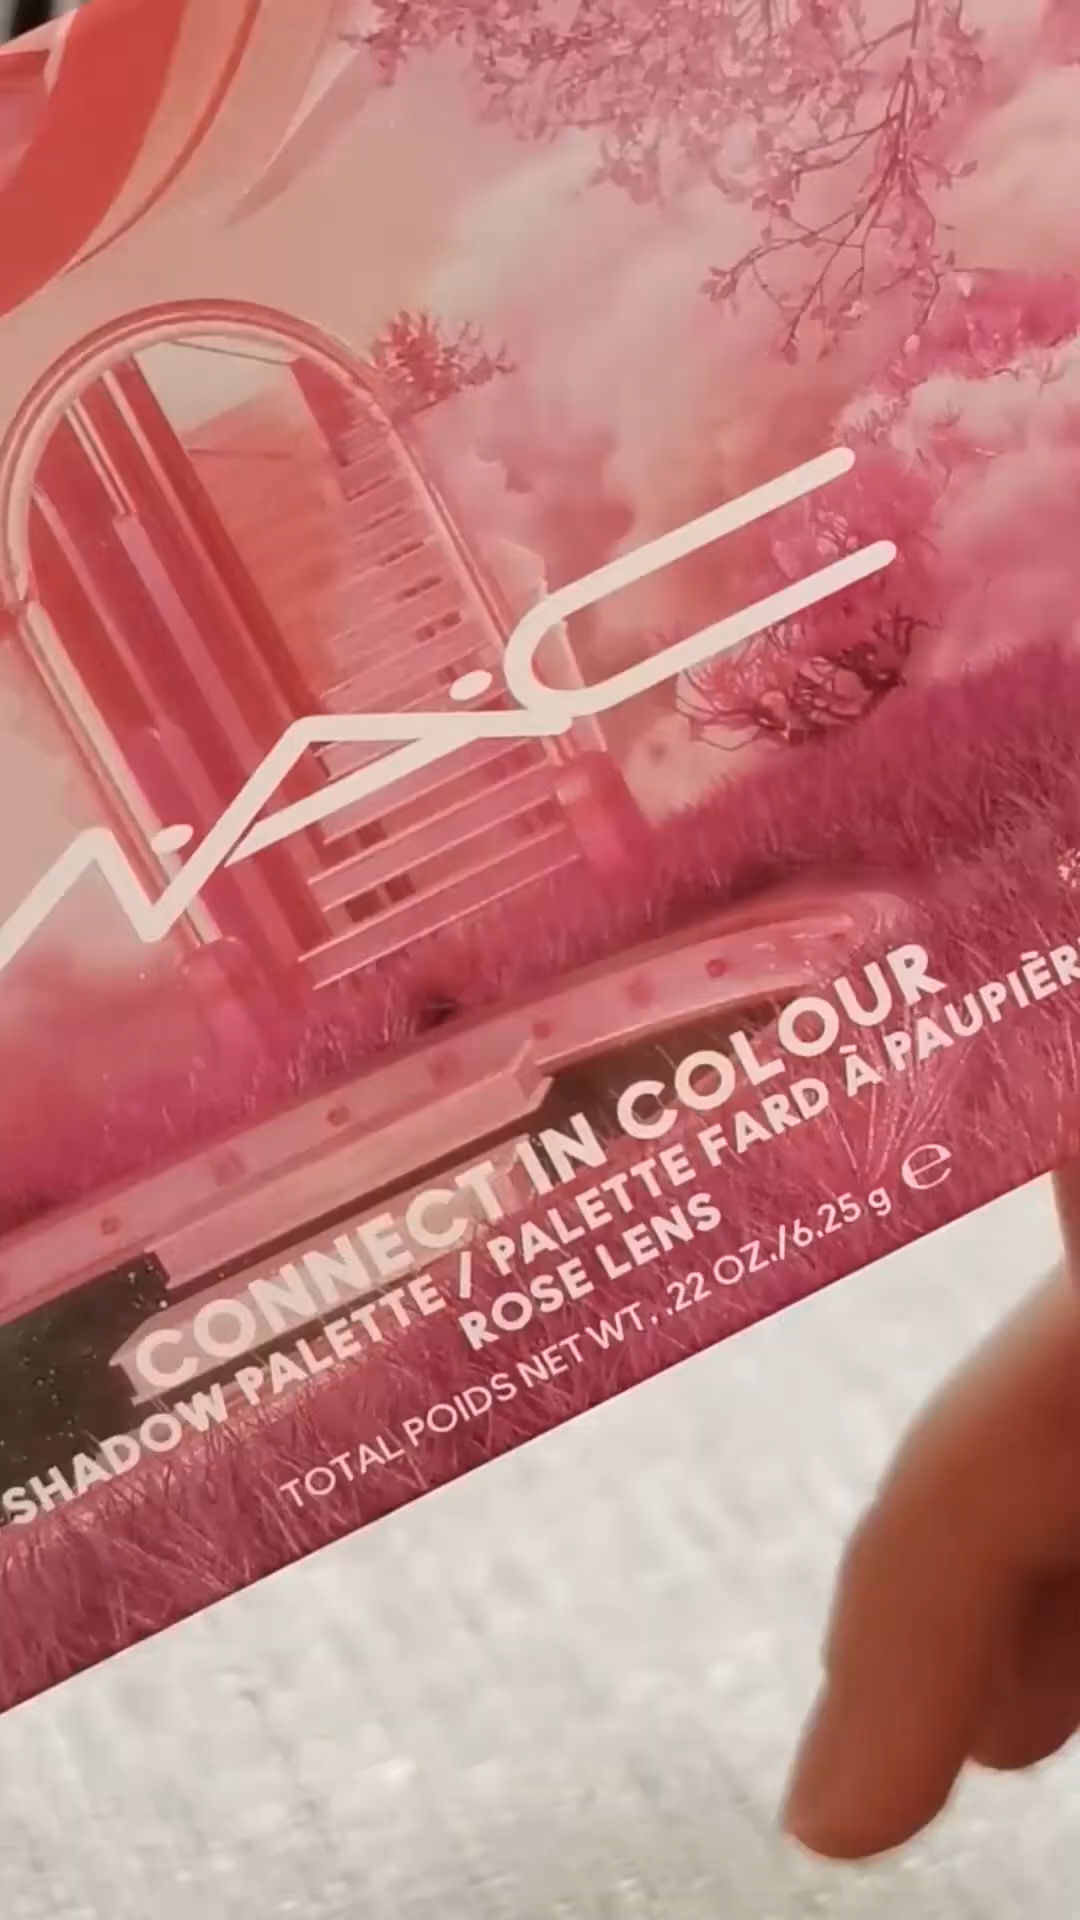 MAC
CONNECT IN COLOUR
SHADOW PALETTE / PALETTE FARD À PAUPIÈR
ROSE LENS
TOTAL POIDS NET WT. .22 OZ./6.25 g ℮